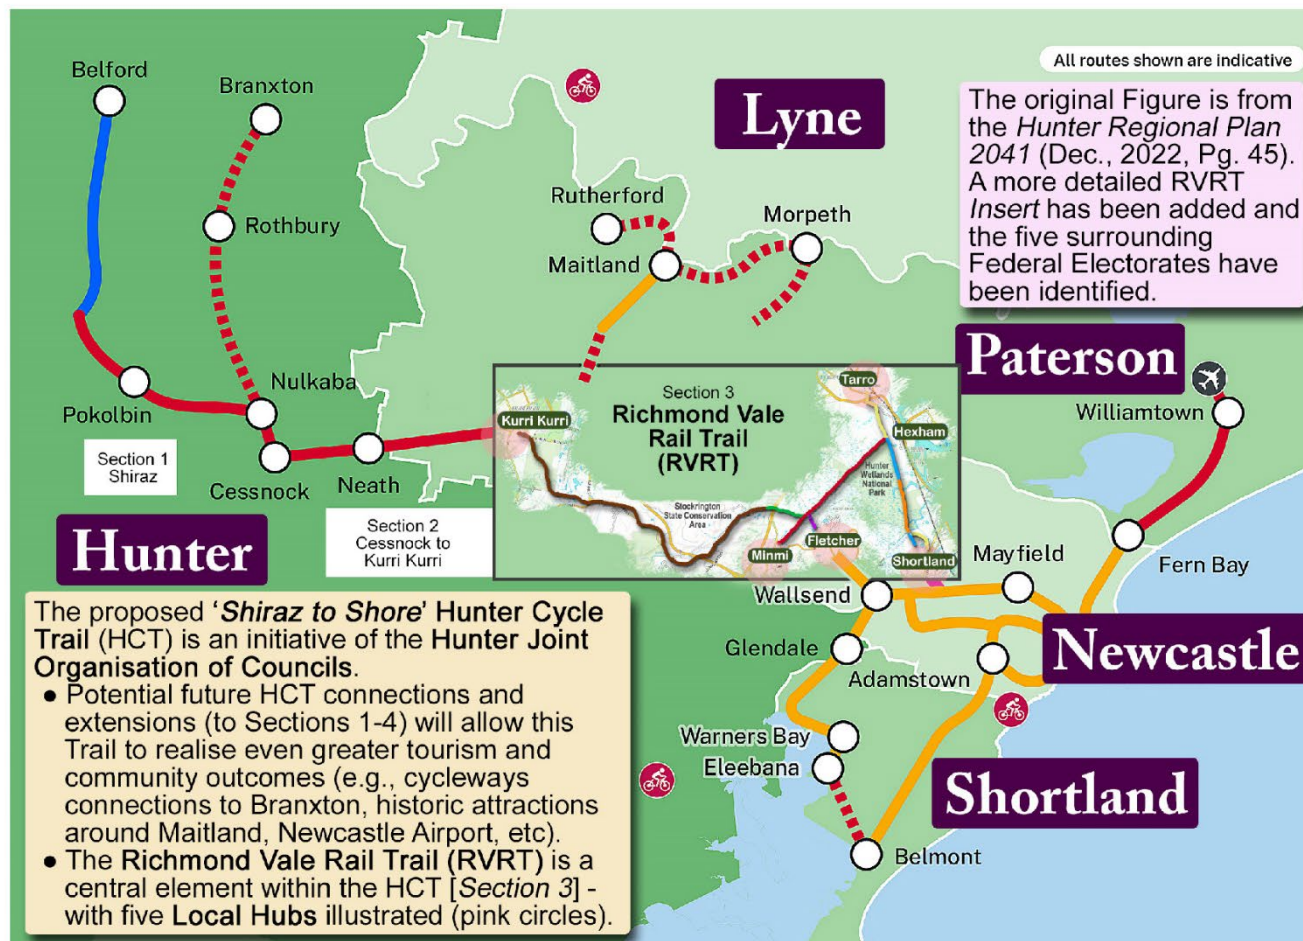 All routes shown are indicative
Belford
Branxton
Lyne
The original Figure is from
the Hunter Regional Plan
2041 (Dec., 2022, Pg. 45).
A more detailed RVRT
Insert has been added and
the five surrounding
Federal Electorates have
been identified.
Rutherford
Morpeth
Rothbury
Maitland
Paterson
Nulkaba
Pokolbin
Williamtown
Section 3
Richmond Vale
Rail Trail
(RVRT)
Tarro
Kurri Kurri
Hexham
Hunter
Wetlands
National
Park
Stockrington
State Conservation
Area
Fletcher
Minmi
Shortland
Section 1
Shiraz
Cessnock
Neath
Section 2
Cessnock to
Kurri Kurri
Hunter
Mayfield
Fern Bay
Wallsend
Glendale
Adamstown
Newcastle
Warners Bay
Eleebana
Shortland
Belmont
The proposed ‘Shiraz to Shore’ Hunter Cycle
Trail (HCT) is an initiative of the Hunter Joint
Organisation of Councils.
● Potential future HCT connections and
extensions (to Sections 1-4) will allow this
Trail to realise even greater tourism and
community outcomes (e.g., cycleways
connections to Branxton, historic attractions
around Maitland, Newcastle Airport, etc).
● The Richmond Vale Rail Trail (RVRT) is a
central element within the HCT [Section 3] -
with five Local Hubs illustrated (pink circles).